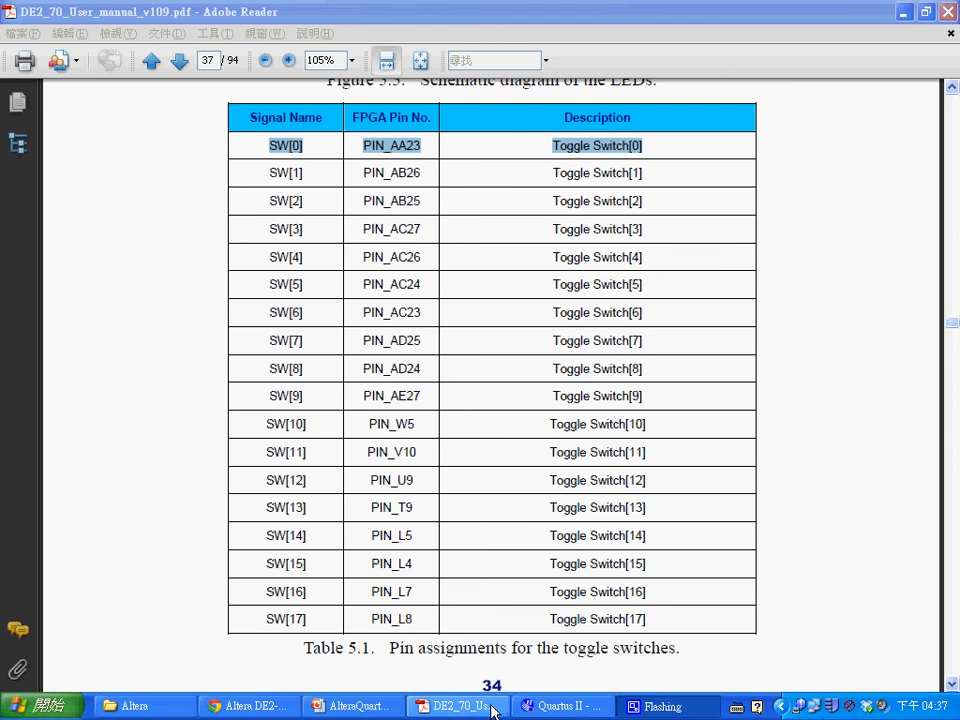 DE2_70_User_manual_v109.pdf - Adobe Reader
檔案(F) 編輯(E) 檢視(V) 文件(D) 工具(T) 視窗(W) 說明(H)
37 / 94 105% 尋找
Figure 5.5. Schematic diagram of the LEDs.
Signal Name FPGA Pin No. Description
SW[0] PIN_AA23 Toggle Switch[0]
SW[1] PIN_AB26 Toggle Switch[1]
SW[2] PIN_AB25 Toggle Switch[2]
SW[3] PIN_AC27 Toggle Switch[3]
SW[4] PIN_AC26 Toggle Switch[4]
SW[5] PIN_AC24 Toggle Switch[5]
SW[6] PIN_AC23 Toggle Switch[6]
SW[7] PIN_AD25 Toggle Switch[7]
SW[8] PIN_AD24 Toggle Switch[8]
SW[9] PIN_AE27 Toggle Switch[9]
SW[10] PIN_W5 Toggle Switch[10]
SW[11] PIN_V10 Toggle Switch[11]
SW[12] PIN_U9 Toggle Switch[12]
SW[13] PIN_T9 Toggle Switch[13]
SW[14] PIN_L5 Toggle Switch[14]
SW[15] PIN_L4 Toggle Switch[15]
SW[16] PIN_L7 Toggle Switch[16]
SW[17] PIN_L8 Toggle Switch[17]
Table 5.1. Pin assignments for the toggle switches.
34
開始 Altera Altera DE2-... AlteraQuart... DE2_70_Us... Quartus II - ... Flashing 下午 04:37